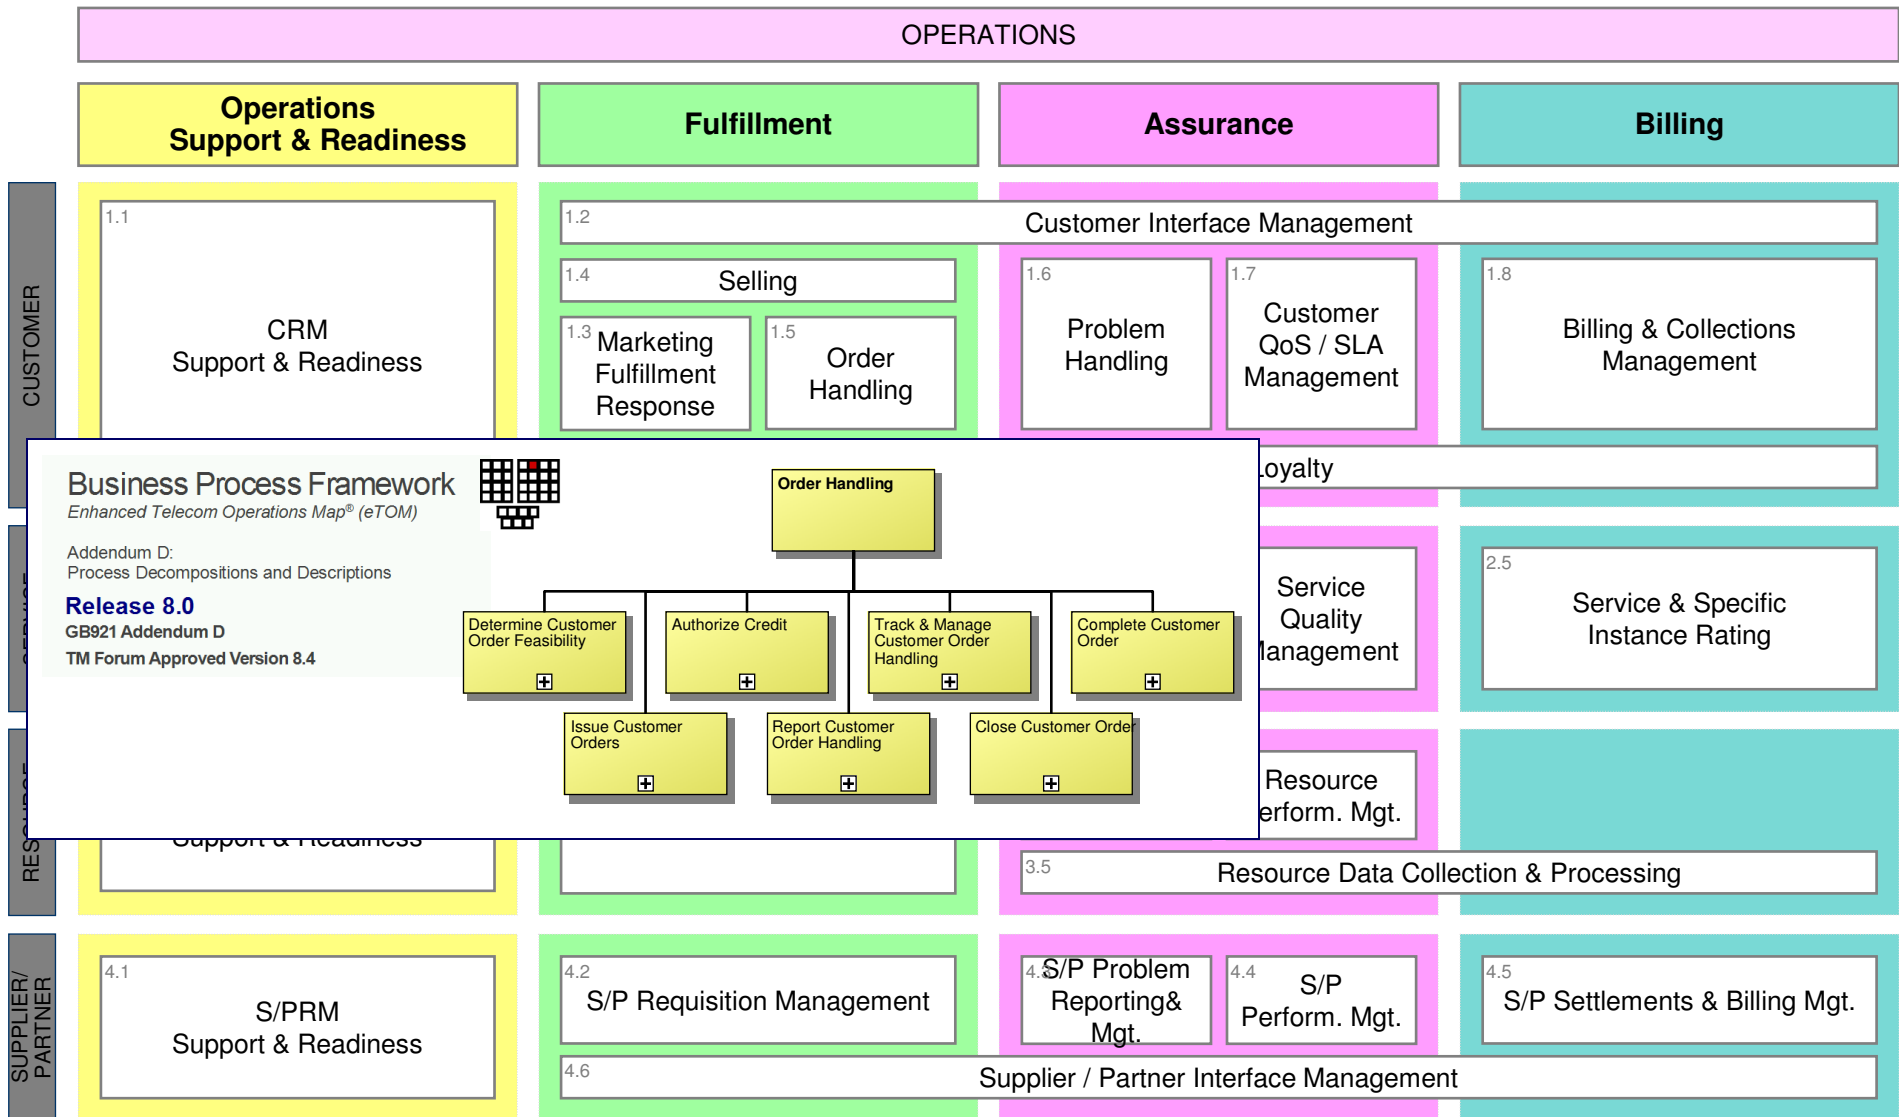 OPERATIONS
Operations
Support & Readiness
Fulfillment
Assurance
Billing
CUSTOMER
1.1
CRM
Support & Readiness
1.2
Customer Interface Management
1.4
Selling
1.3
Marketing
Fulfillment
Response
1.5
Order
Handling
1.6
Problem
Handling
1.7
Customer
QoS / SLA
Management
1.8
Billing & Collections
Management
Loyalty
Business Process Framework
Enhanced Telecom Operations Map® (eTOM)
Addendum D:
Process Decompositions and Descriptions
Release 8.0
GB921 Addendum D
TM Forum Approved Version 8.4
Order Handling
Determine Customer
Order Feasibility
Authorize Credit
Track & Manage
Customer Order
Handling
Complete Customer
Order
Issue Customer
Orders
Report Customer
Order Handling
Close Customer Order
Service
Quality
Management
2.5
Service & Specific
Instance Rating
Resource
Perform. Mgt.
Support & Readiness
3.5
Resource Data Collection & Processing
SUPPLIER/
PARTNER
4.1
S/PRM
Support & Readiness
4.2
S/P Requisition Management
4.3
S/P Problem
Reporting&
Mgt.
4.4
S/P
Perform. Mgt.
4.5
S/P Settlements & Billing Mgt.
4.6
Supplier / Partner Interface Management